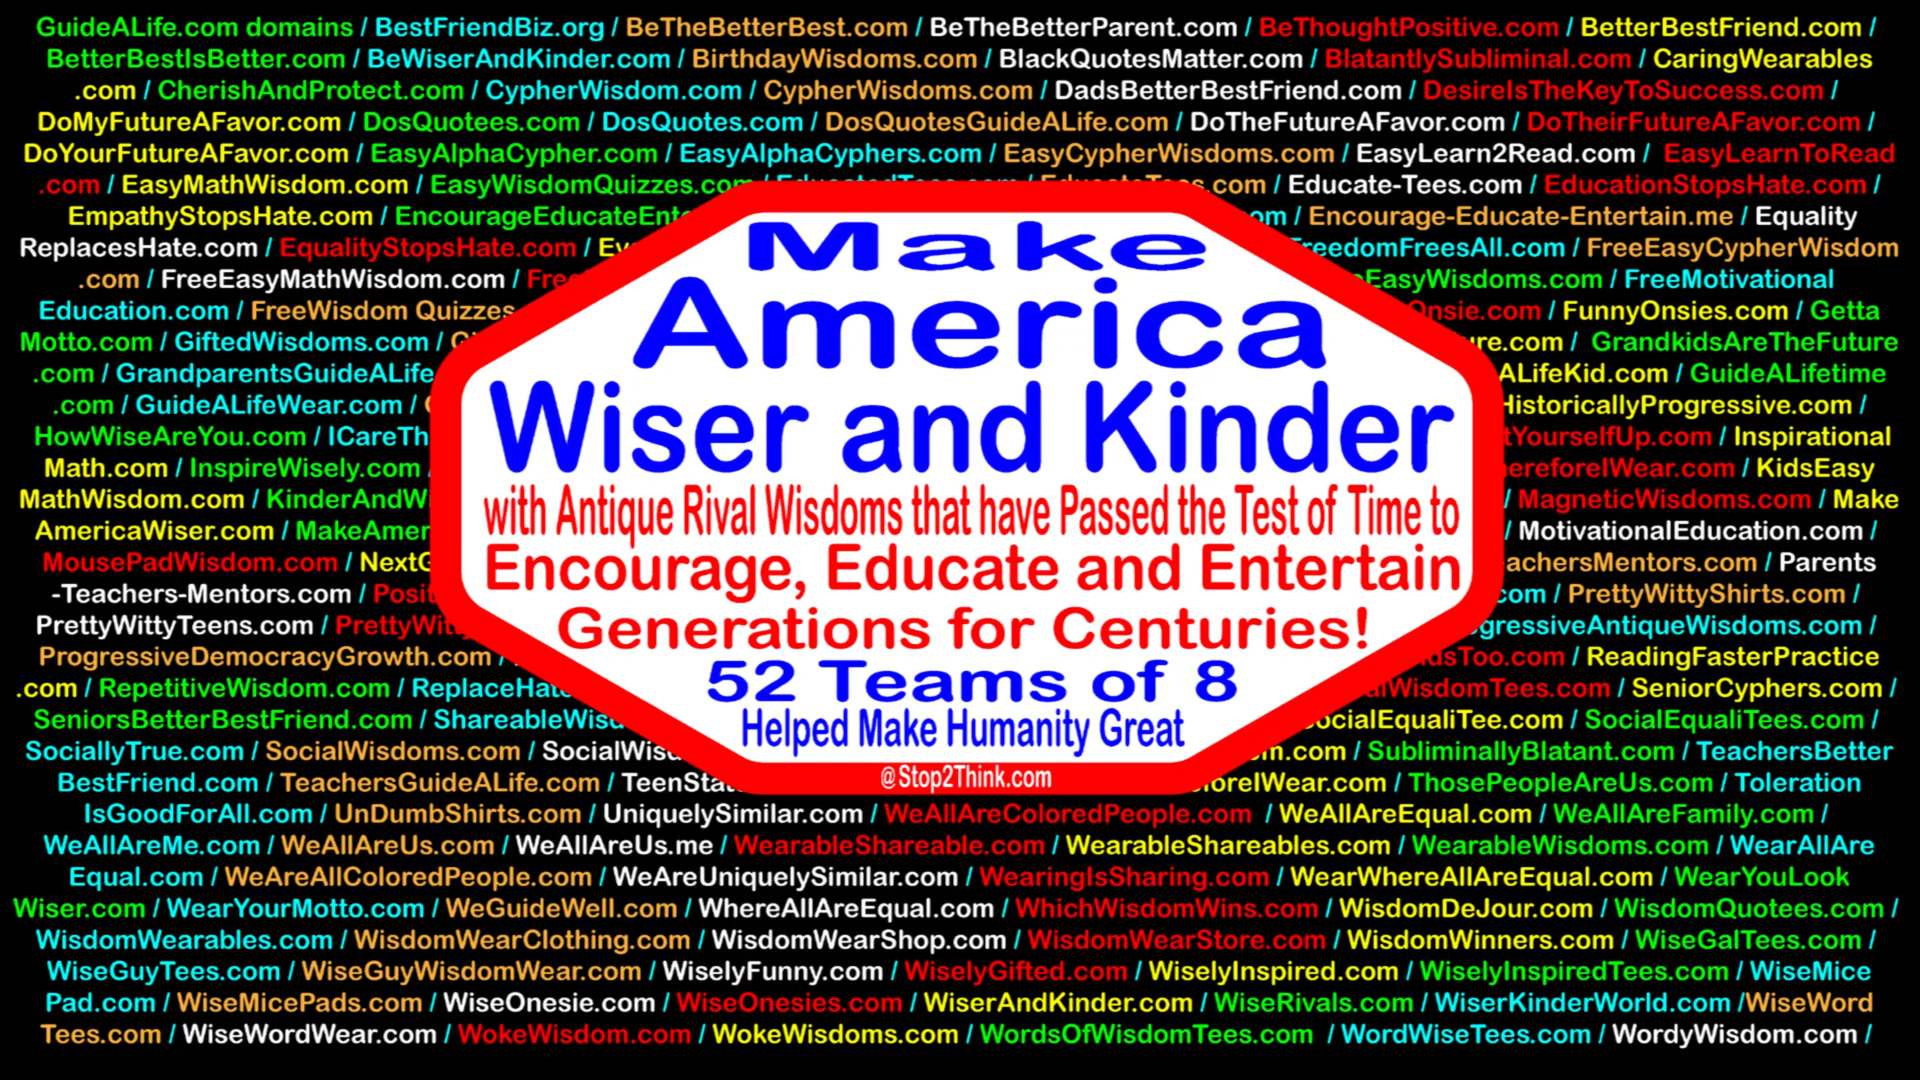 GuideALife.com domains / BestFriendBiz.org / BeTheBetterBest.com / BeTheBetterParent.com / BeThoughtPositive.com / BetterBestFriend.com /
BetterBestIsBetter.com / BeWiserAndKinder.com / BirthdayWisdoms.com / BlackQuotesMatter.com / BlatantlySubliminal.com / CaringWearables
.com / CherishAndProtect.com / CypherWisdom.com / CypherWisdoms.com / DadsBetterBestFriend.com / DesireIsTheKeyToSuccess.com /
DoMyFutureAFavor.com / DosQuotees.com / DosQuotes.com / DosQuotesGuideALife.com / DoTheFutureAFavor.com / DoTheirFutureAFavor.com /
DoYourFutureAFavor.com / EasyAlphaCypher.com / EasyAlphaCyphers.com / EasyCypherWisdoms.com / EasyLearn2Read.com / EasyLearnToRead
.com / EasyMathWisdom.com / EasyWisdomQuizzes.com / EducatedTees.com / EducateTees.com / Educate-Tees.com / EducationStopsHate.com /
EmpathyStopsHate.com / / Encourage-Educate-Entertain.me / Equality
ReplacesHate.com / EqualityStopsHate.com / FreedomFreesAll.com / FreeEasyCypherWisdom
.com / FreeEasyMathWisdom.com / EasyWisdoms.com / FreeMotivational
Education.com / FreeWisdom Quizzes Onsie.com / FunnyOnsies.com / Getta
Motto.com / GiftedWisdoms.com / / GrandkidsAreTheFuture
.com / GrandparentsGuideALife ALifeKid.com / GuideALifetime
.com / GuideALifeWear.com / HistoricallyProgressive.com /
HowWiseAreYou.com / YourselfUp.com / Inspirational
Math.com / InspireWisely.com / KidsEasy
MathWisdom.com / / MagneticWisdoms.com / Make
AmericaWiser.com / / MotivationalEducation.com /
MousePadWisdom.com / / Parents
-Teachers-Mentors.com / / PrettyWittyShirts.com /
PrettyWittyTeens.com / gressiveAntiqueWisdoms.com /
ProgressiveDemocracyGrowth.com / / ReadingFasterPractice
.com / RepetitiveWisdom.com / WisdomTees.com / SeniorCyphers.com /
SeniorsBetterBestFriend.com / SocialEqualiTee.com / SocialEqualiTees.com /
SociallyTrue.com / SocialWisdoms.com / / SubliminallyBlatant.com / TeachersBetter
BestFriend.com / TeachersGuideALife.com / / ThosePeopleAreUs.com / Toleration
IsGoodForAll.com / UnDumbShirts.com / UniquelySimilar.com / WeAllAreColoredPeople.com / WeAllAreEqual.com / WeAllAreFamily.com /
WeAllAreMe.com / WeAllAreUs.com / WeAllAreUs.me / WearableShareable.com / WearableShareables.com / WearableWisdoms.com / WearAllAre
Equal.com / WeAreAllColoredPeople.com / WeAreUniquelySimilar.com / WearingIsSharing.com / WearWhereAllAreEqual.com / WearYouLook
Wiser.com / WearYourMotto.com / WeGuideWell.com / WhereAllAreEqual.com / WhichWisdomWins.com / WisdomDeJour.com / WisdomQuotees.com /
WisdomWearables.com / WisdomWearClothing.com / WisdomWearShop.com / WisdomWearStore.com / WisdomWinners.com / WiseGalTees.com /
WiseGuyTees.com / WiseGuyWisdomWear.com / WiselyFunny.com / WiselyGifted.com / WiselyInspired.com / WiselyInspiredTees.com / WiseMice
Pad.com / WiseMicePads.com / WiseOnesie.com / WiseOnesies.com / WiserAndKinder.com / WiseRivals.com / WiserKinderWorld.com /WiseWord
Tees.com / WiseWordWear.com / WokeWisdom.com / WokeWisdoms.com / WordsOfWisdomTees.com / WordWiseTees.com / WordyWisdom.com /
Make
America
Wiser and Kinder
with Antique Rival Wisdoms that have Passed the Test of Time to
Encourage, Educate and Entertain
Generations for Centuries!
52 Teams of 8
Helped Make Humanity Great
@Stop2Think.com